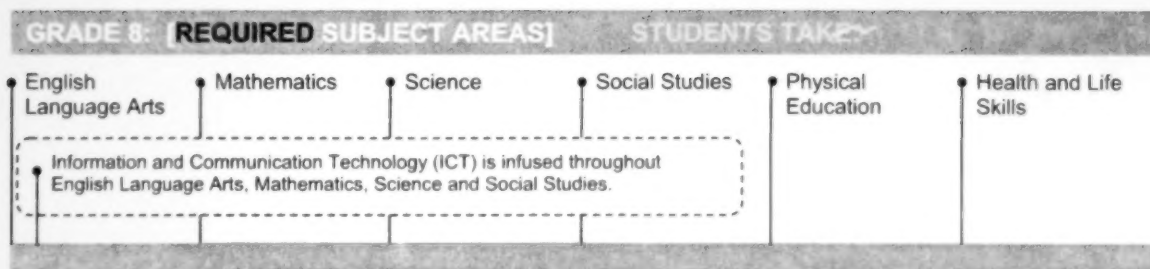 GRADE 8: [REQUIRED SUBJECT AREAS] STUDENTS TAKE
English
Language Arts
Mathematics
Science
Social Studies
Physical
Education
Health and Life
Skills
Information and Communication Technology (ICT) is infused throughout
English Language Arts, Mathematics, Science and Social Studies.